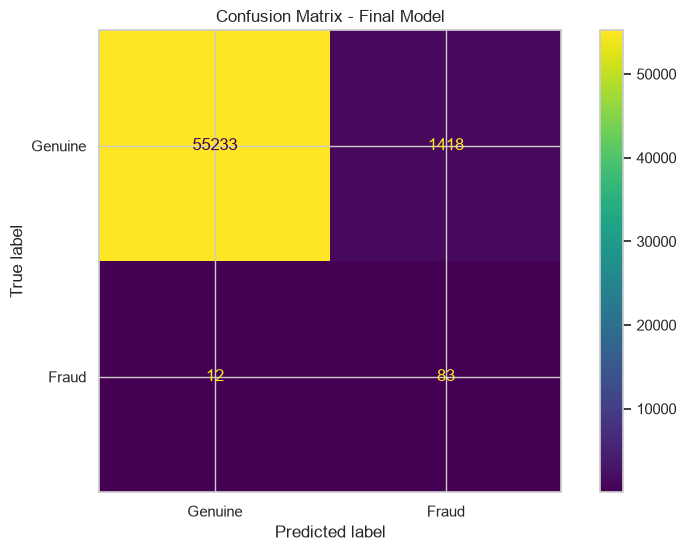 Confusion Matrix - Final Model
50000
Genuine
55233
1418
40000
True label
30000
20000
Fraud
12
83
10000
Genuine
Fraud
Predicted label